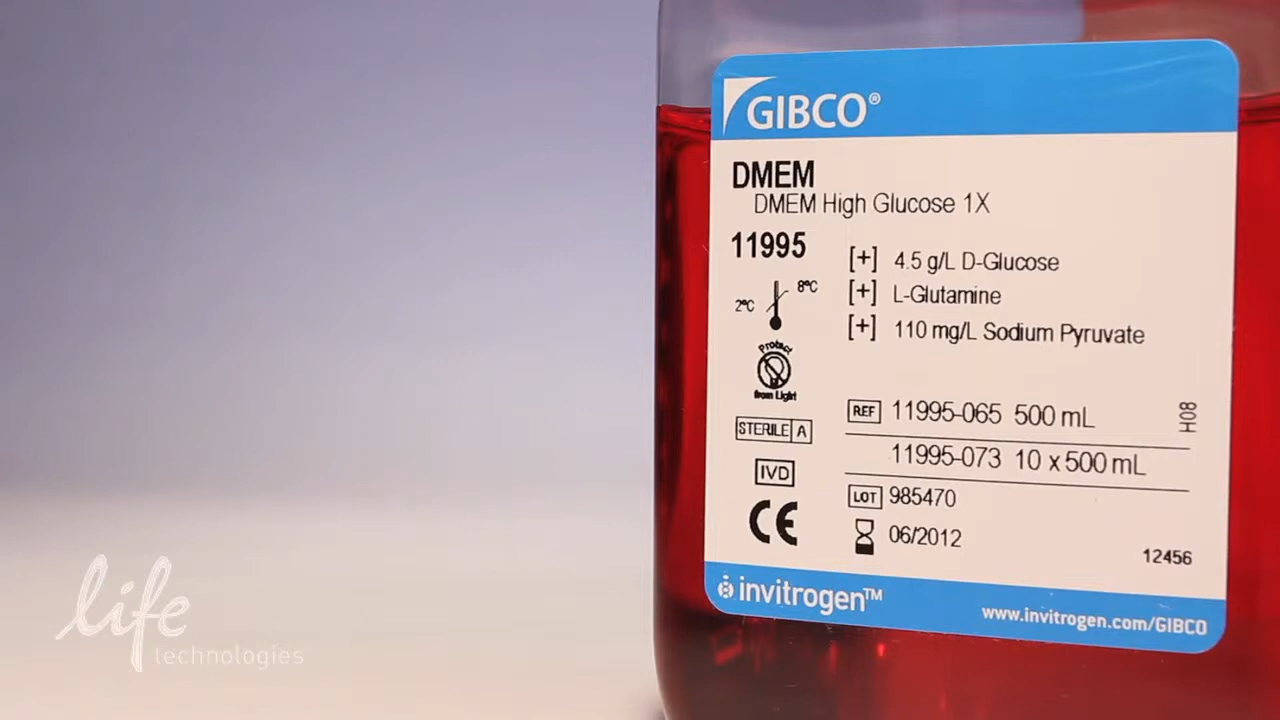 GIBCO®
DMEM
DMEM High Glucose 1X
11995
[+] 4.5 g/L D-Glucose
[+] L-Glutamine
[+] 110 mg/L Sodium Pyruvate
2ºC 8ºC
Protect
from Light
STERILE A
IVD
CE
REF 11995-065 500 mL
11995-073 10 x 500 mL
H08
LOT 985470
06/2012
12456
invitrogen™
www.invitrogen.com/GIBCO
life
technologies